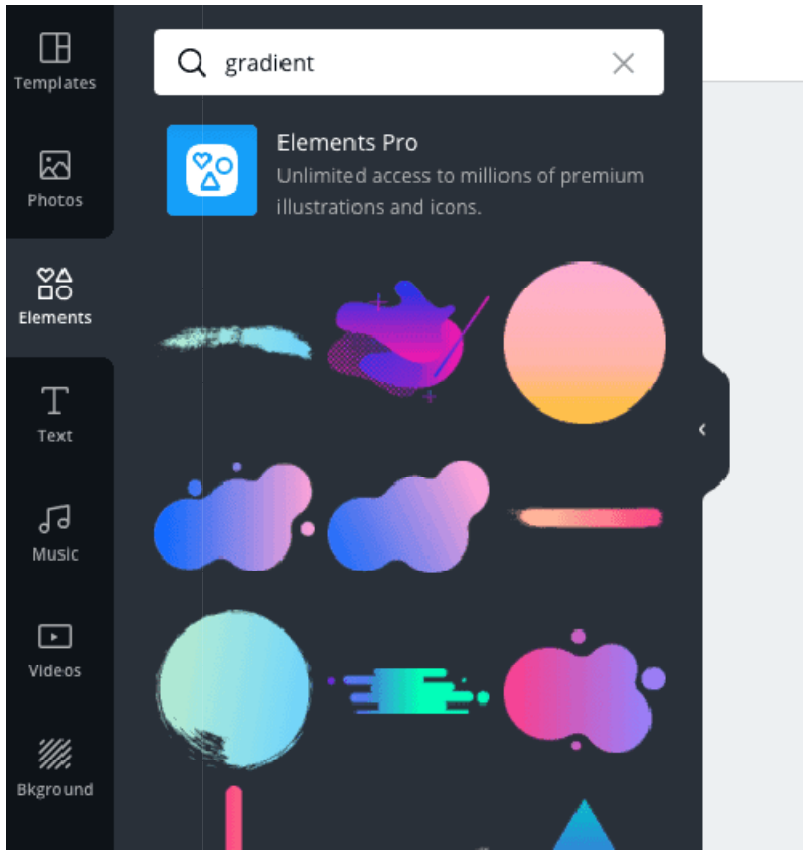 gradient
Templates
Elements Pro
Unlimited access to millions of premium
illustrations and icons.
Photos
Elements
Text
Music
Videos
Bkground